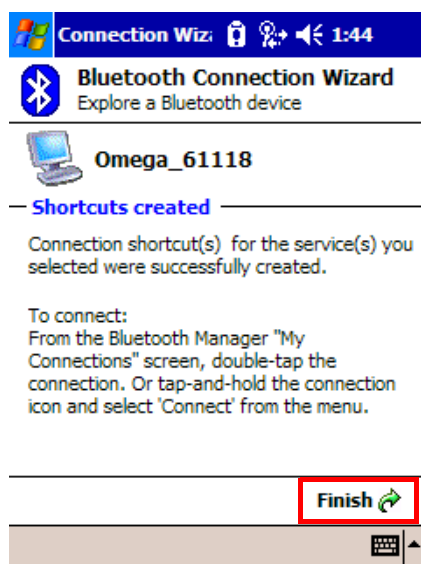 Connection Wiz 1:44
Bluetooth Connection Wizard
Explore a Bluetooth device
Omega_61118
Shortcuts created
Connection shortcut(s) for the service(s) you
selected were successfully created.
To connect:
From the Bluetooth Manager "My
Connections" screen, double-tap the
connection. Or tap-and-hold the connection
icon and select 'Connect' from the menu.
Finish